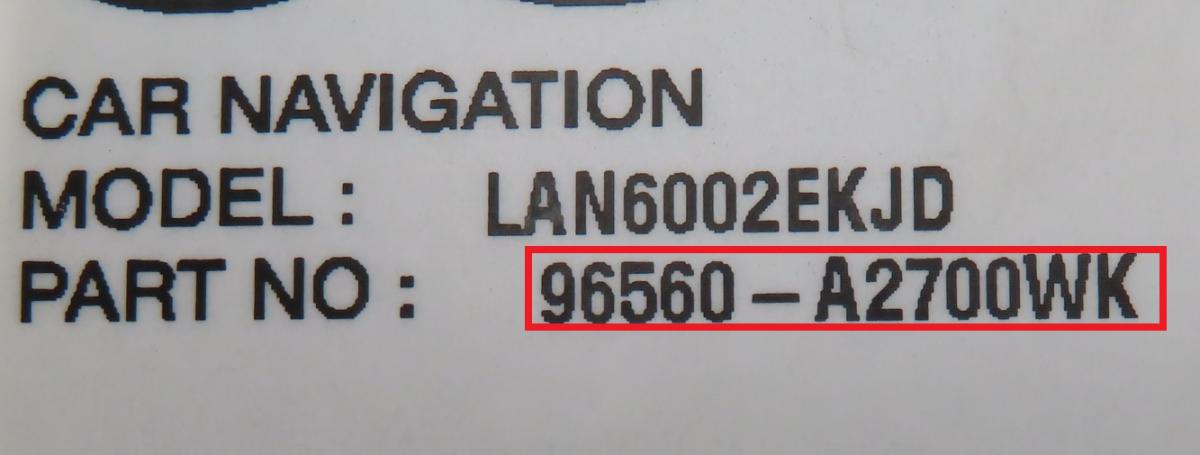 CAR NAVIGATION
MODEL : LAN6002EKJD
PART NO : 96560-A2700WK